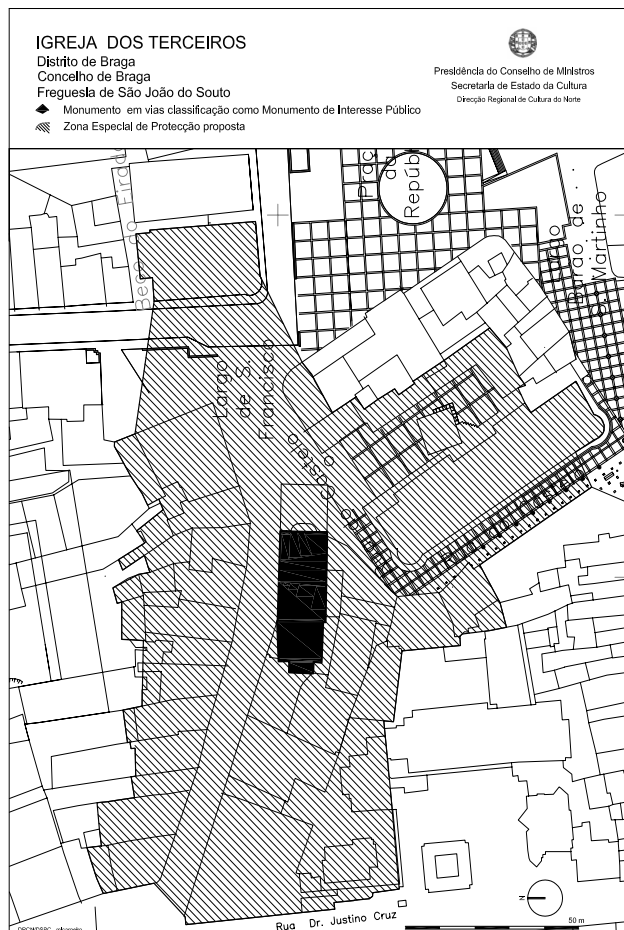 IGREJA DOS TERCEIROS
Distrito de Braga
Concelho de Braga
Freguesia de São João do Souto
Monumento em vias classificação como Monumento de Interesse Público
Zona Especial de Protecção proposta
Presidência do Conselho de Ministros
Secretaria de Estado da Cultura
Direcção Regional de Cultura do Norte
Praç
da
Repúb
Largo
Barão de
S. Martinho
Largo
de S.
Francisco
Castelo
N
50 m
Rua Dr. Justino Cruz